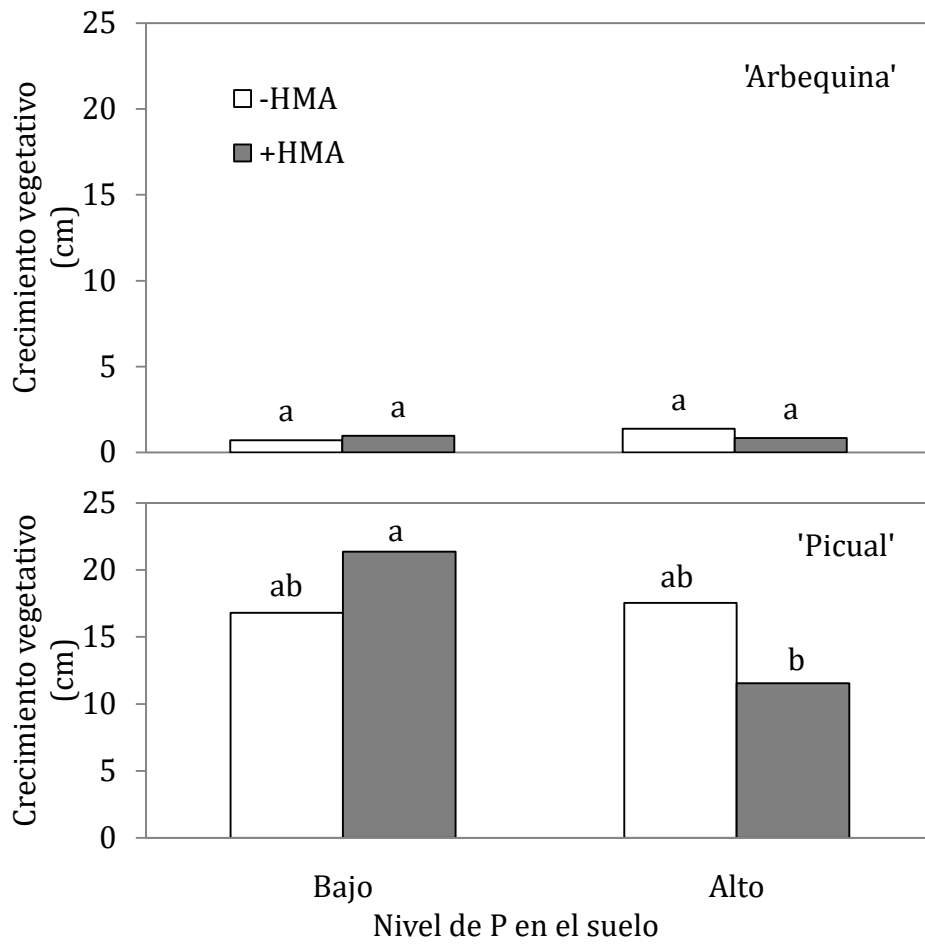 25
20
15
10
5
0
Crecimiento vegetativo
(cm)
'Arbequina'
-HMA
+HMA
a
a
a
a
25
20
15
10
5
0
Crecimiento vegetativo
(cm)
'Picual'
ab
a
ab
b
Bajo
Alto
Nivel de P en el suelo